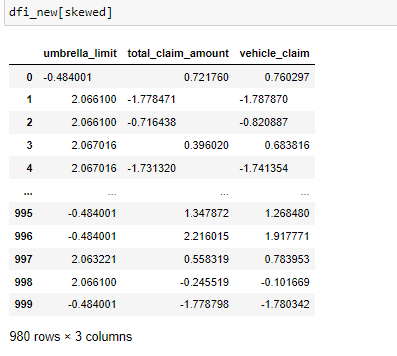 dfi_new[skewed]
umbrella_limit total_claim_amount vehicle_claim
0 -0.484001 0.721760 0.760297
1 2.066100 -1.778471 -1.787870
2 2.066100 -0.716438 -0.820887
3 2.067016 0.396020 0.683816
4 2.067016 -1.731320 -1.741354
... ... ... ...
995 -0.484001 1.347872 1.268480
996 -0.484001 2.216015 1.917771
997 2.063221 0.558319 0.783953
998 2.066100 -0.245519 -0.101669
999 -0.484001 -1.778798 -1.780342
980 rows × 3 columns